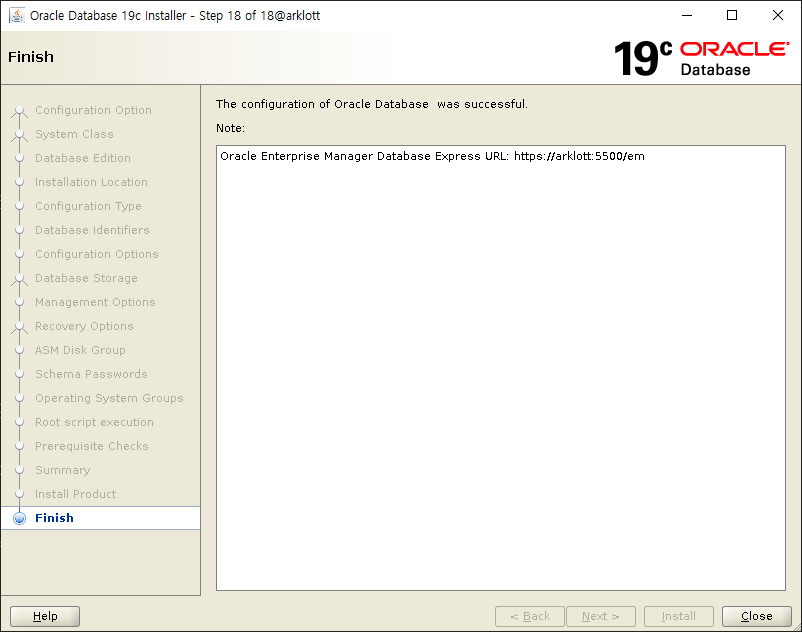 Oracle Database 19c Installer - Step 18 of 18@arklott
Finish
19c ORACLE
Database
Configuration Option
System Class
Database Edition
Installation Location
Configuration Type
Database Identifiers
Configuration Options
Database Storage
Management Options
Recovery Options
ASM Disk Group
Schema Passwords
Operating System Groups
Root script execution
Prerequisite Checks
Summary
Install Product
Finish
The configuration of Oracle Database  was successful.
Note:
Oracle Enterprise Manager Database Express URL: https://arklott:5500/em
Help
< Back
Next >
Install
Close